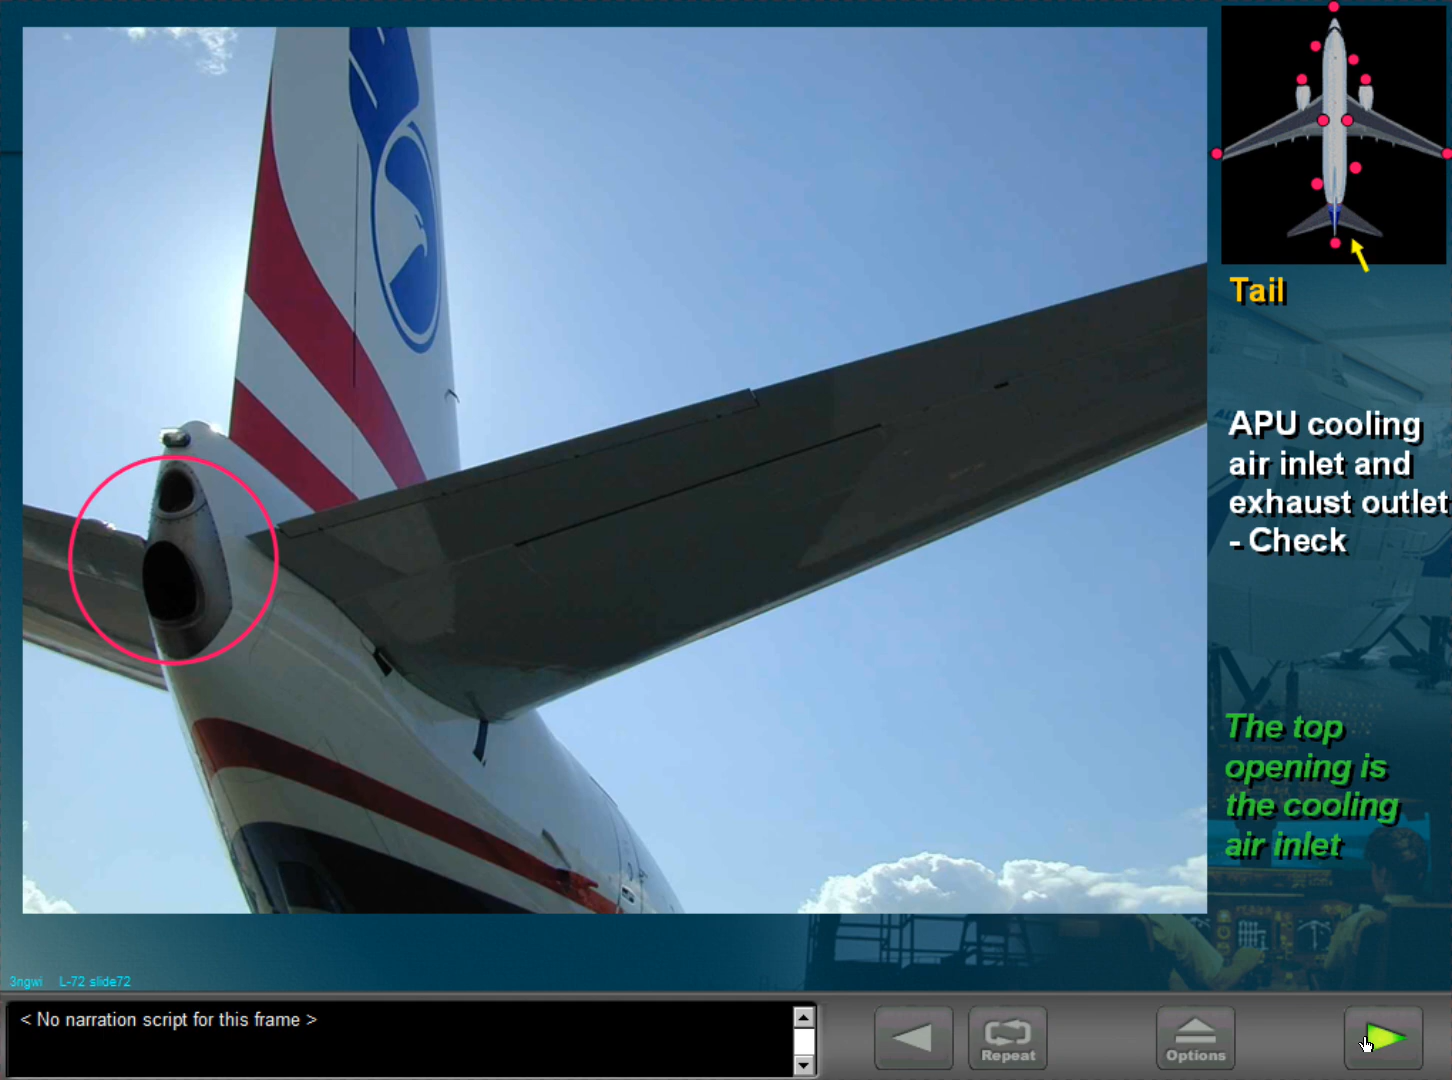 Tail
APU cooling
air inlet and
exhaust outlet
- Check
The top
opening is
the cooling
air inlet
3ngwi L-72 slide72
< No narration script for this frame >
Repeat
Options